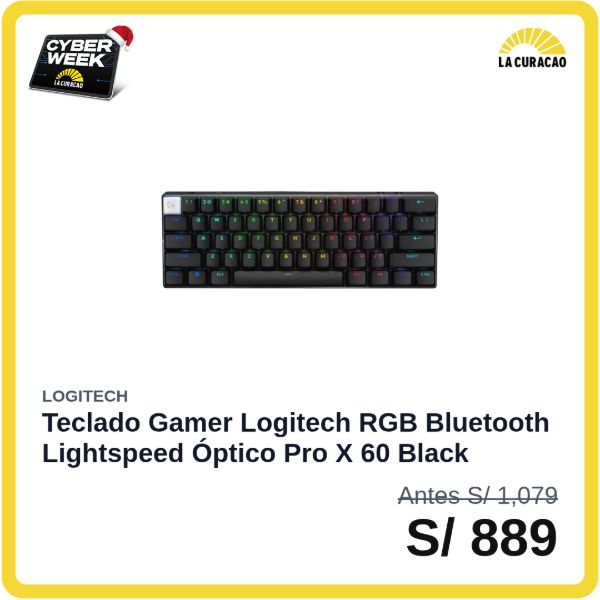 CYBER
WEEK
LA CURACAO
LA CURACAO
LOGITECH
Teclado Gamer Logitech RGB Bluetooth
Lightspeed Óptico Pro X 60 Black
Antes S/ 1,079
S/ 889